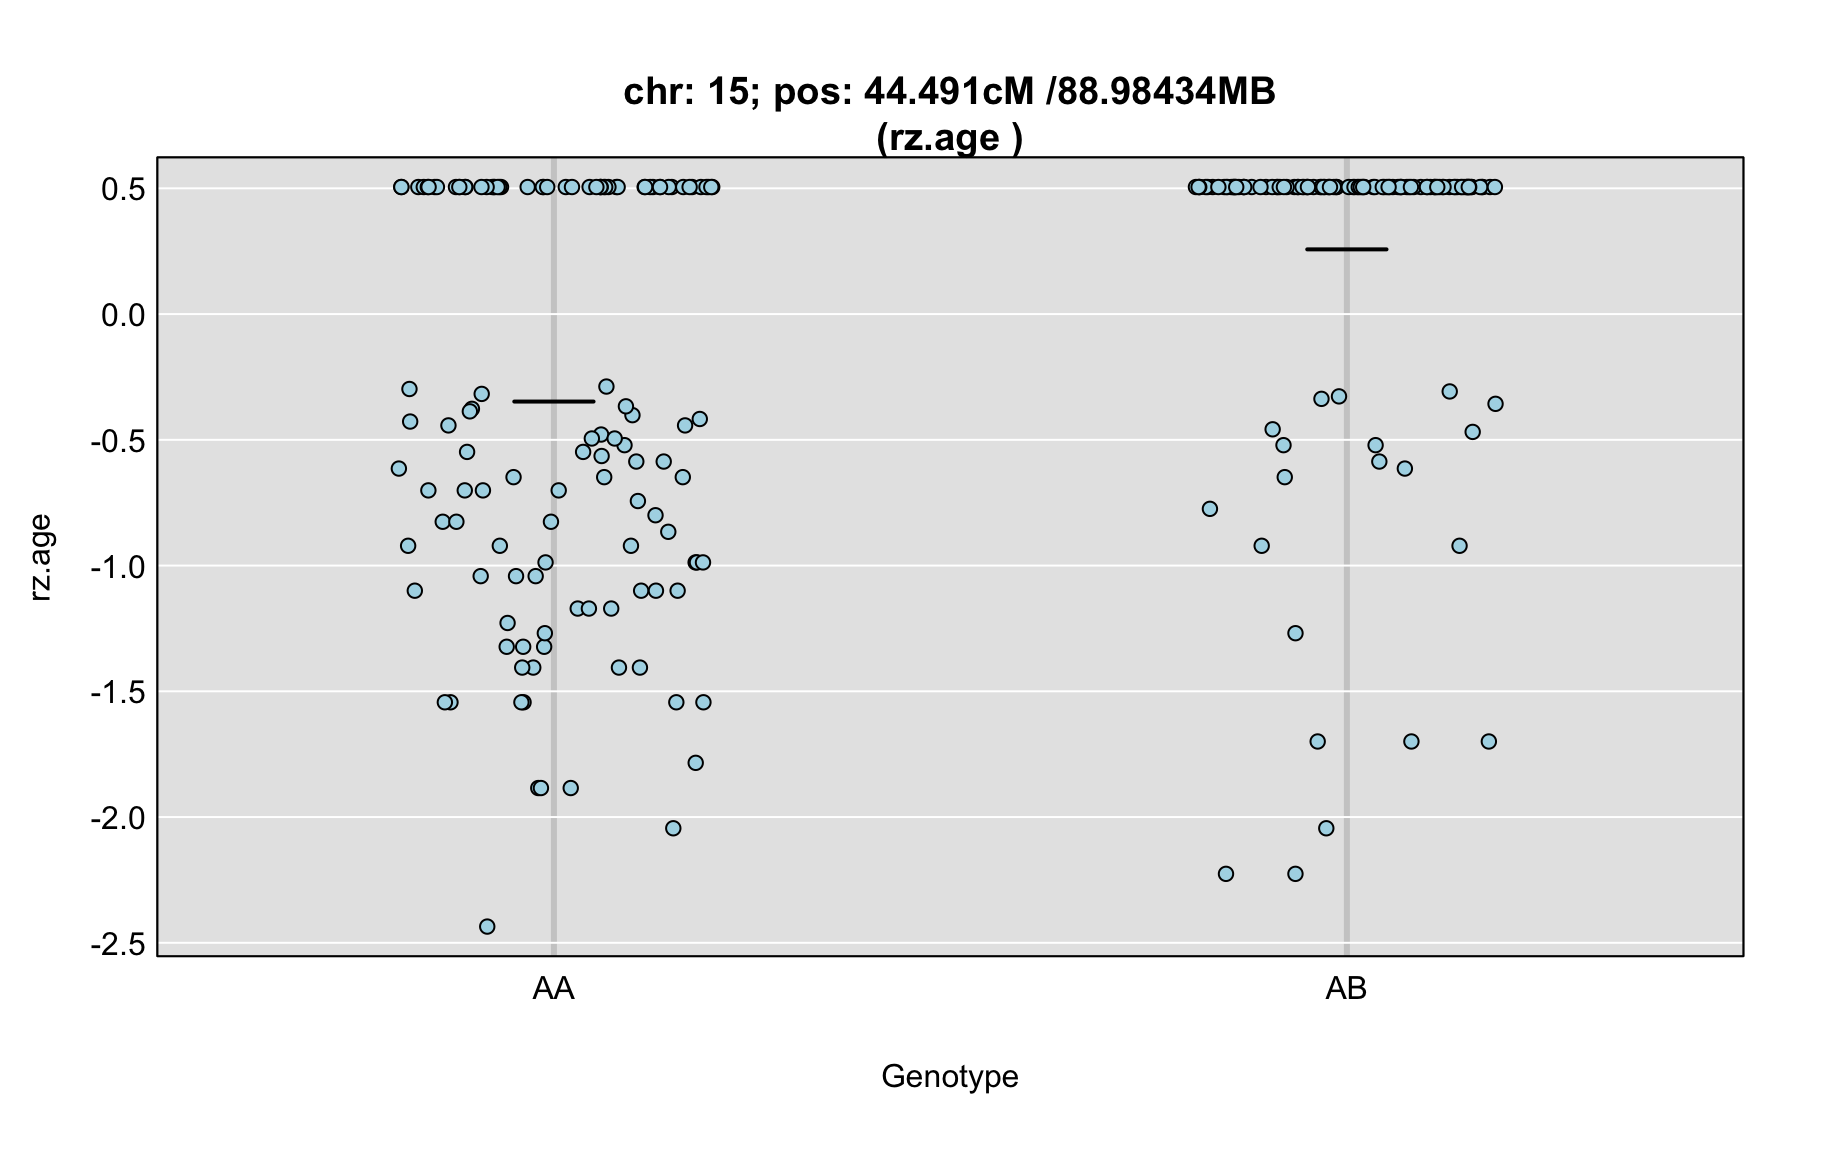 chr: 15; pos: 44.491cM /88.98434MB
(rz.age )
0.5
0.0
-0.5
-1.0
-1.5
-2.0
-2.5
rz.age
AA
AB
Genotype